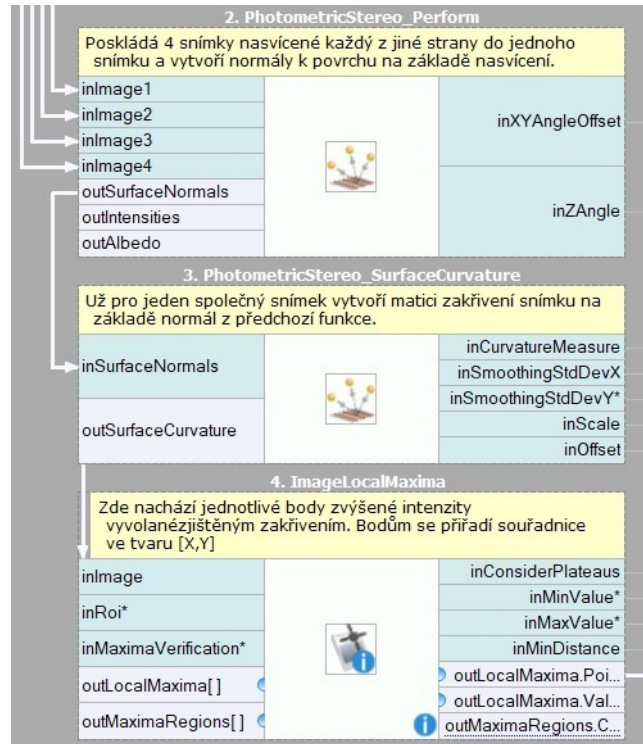 2. PhotometricStereo_Perform
Poskládá 4 snímky nasvícené každý z jiné strany do jednoho
snímku a vytvoří normály k povrchu na základě nasvícení.
inImage1
inImage2
inImage3
inImage4
outSurfaceNormals
outIntensities
outAlbedo
inXYAngleOffset
inZAngle
3. PhotometricStereo_SurfaceCurvature
Už pro jeden společný snímek vytvoří matici zakřivení snímku na
základě normál z předchozí funkce.
inSurfaceNormals
outSurfaceCurvature
inCurvatureMeasure
inSmoothingStdDevX
inSmoothingStdDevY*
inScale
inOffset
4. ImageLocalMaxima
Zde nachází jednotlivé body zvýšené intenzity
vyvolanézjištěným zakřivením. Bodům se přiřadí souřadnice
ve tvaru [X,Y]
inImage
inRoi*
inMaximaVerification*
outLocalMaxima[]
outMaximaRegions[]
inConsiderPlateaus
inMinValue*
inMaxValue*
inMinDistance
outLocalMaxima.Poi...
outLocalMaxima.Val...
outMaximaRegions.C...